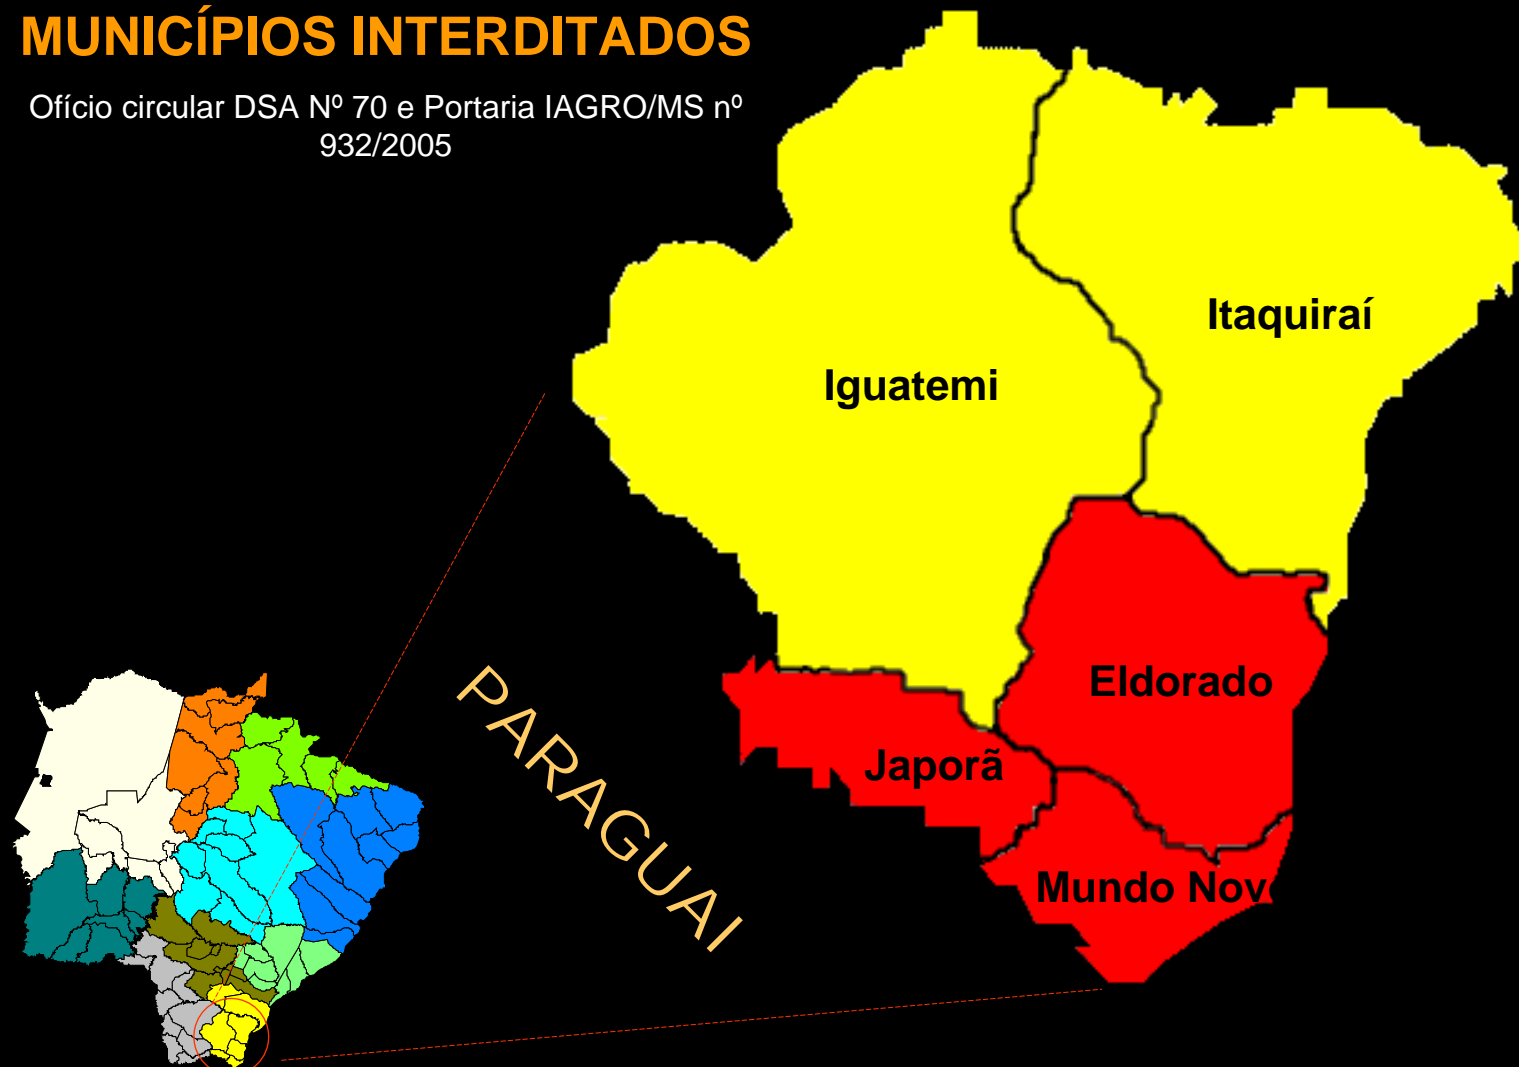 MUNICÍPIOS INTERDITADOS
Ofício circular DSA Nº 70 e Portaria IAGRO/MS nº
932/2005
Itaquiraí
Iguatemi
Eldorado
PARAGUAI
Japorã
Mundo Nov